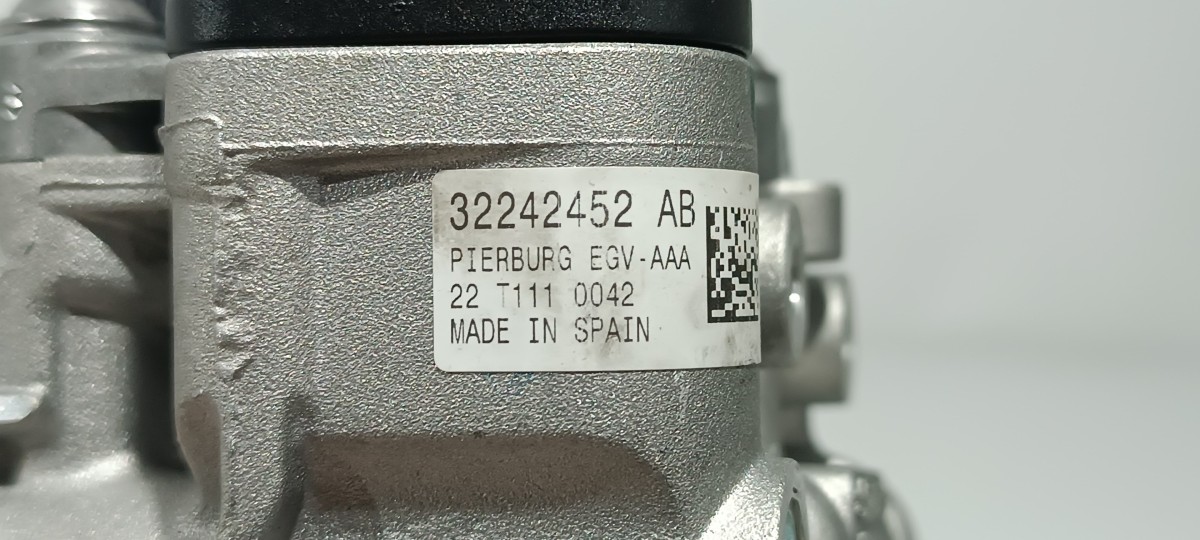 32242452 AB
PIERBURG EGV-AAA
22 T111 0042
MADE IN SPAIN